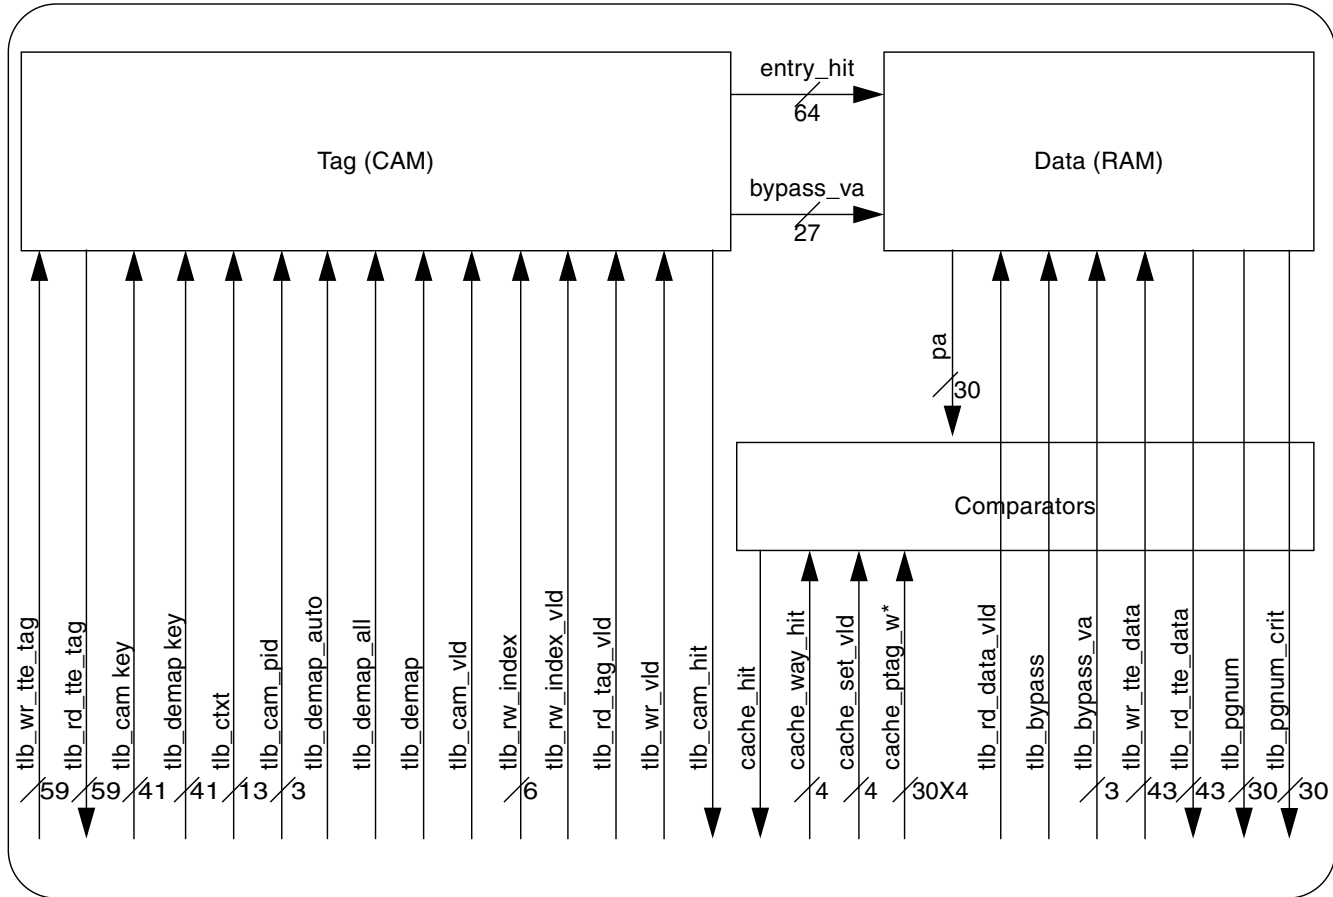 entry_hit
64
Tag (CAM)
Data (RAM)
bypass_va
27
pa
30
Comparators
tlb_wr_tte_tag
59
tlb_rd_tte_tag
59
tlb_cam key
41
tlb_demap key
41
tlb_ctxt
13
tlb_cam_pid
3
tlb_demap_auto
tlb_demap_all
tlb_demap
tlb_cam_vld
tlb_rw_index
6
tlb_rw_index_vld
tlb_rd_tag_vld
tlb_wr_vld
tlb_cam_hit
cache_hit
cache_way_hit
4
cache_set_vld
4
cache_ptag_w*
30X4
tlb_rd_data_vld
tlb_bypass
tlb_bypass_va
3
tlb_wr_tte_data
43
tlb_rd_tte_data
43
tlb_pgnum
30
tlb_pgnum_crit
30